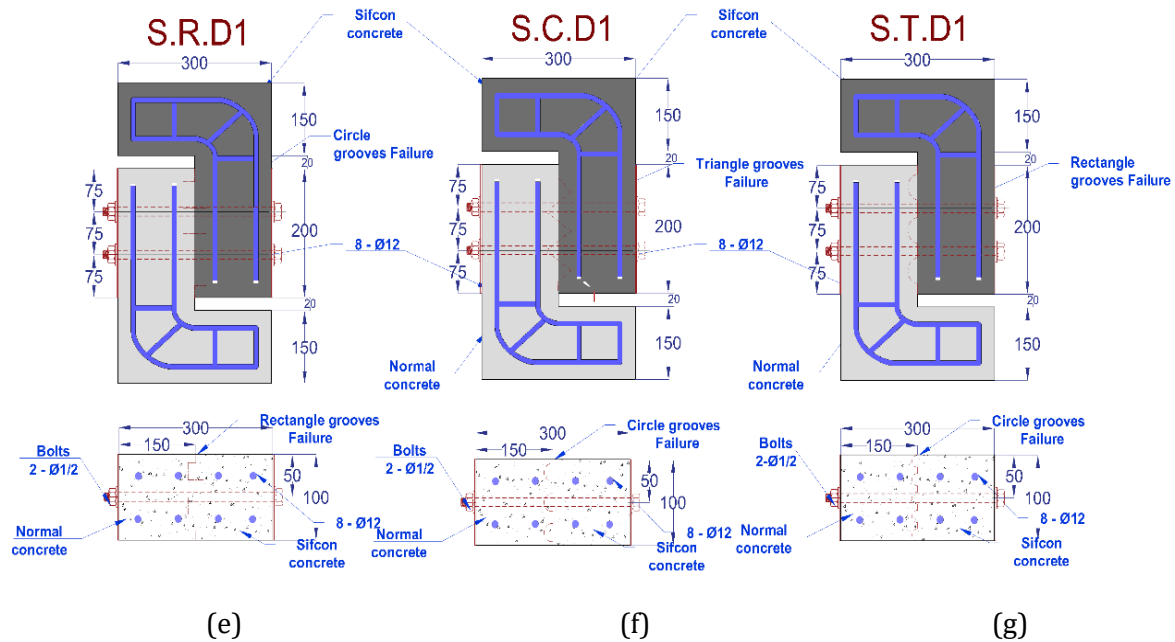 S.R.D1
300
Sifcon
concrete
150
Circle
grooves Failure
20
75
75
75
200
8 - Ø12
20
150
Normal
concrete
S.C.D1
300
Sifcon
concrete
150
20
Triangle grooves
Failure
75
75
75
200
8 - Ø12
20
150
Normal
concrete
S.T.D1
300
150
20
Rectangle
grooves Failure
75
75
75
200
20
150
Rectangle grooves
Failure
300
150
Bolts
2 - Ø1/2
50
100
8 - Ø12
Normal
concrete
Sifcon
concrete
Circle grooves
Failure
300
150
Bolts
2 - Ø1/2
50
100
8 - Ø12
Normal
concrete
Sifcon
concrete
Circle grooves
Failure
300
150
Bolts
2-Ø1/2
50
100
8 - Ø12
Normal
concrete
Sifcon
concrete
(e)
(f)
(g)